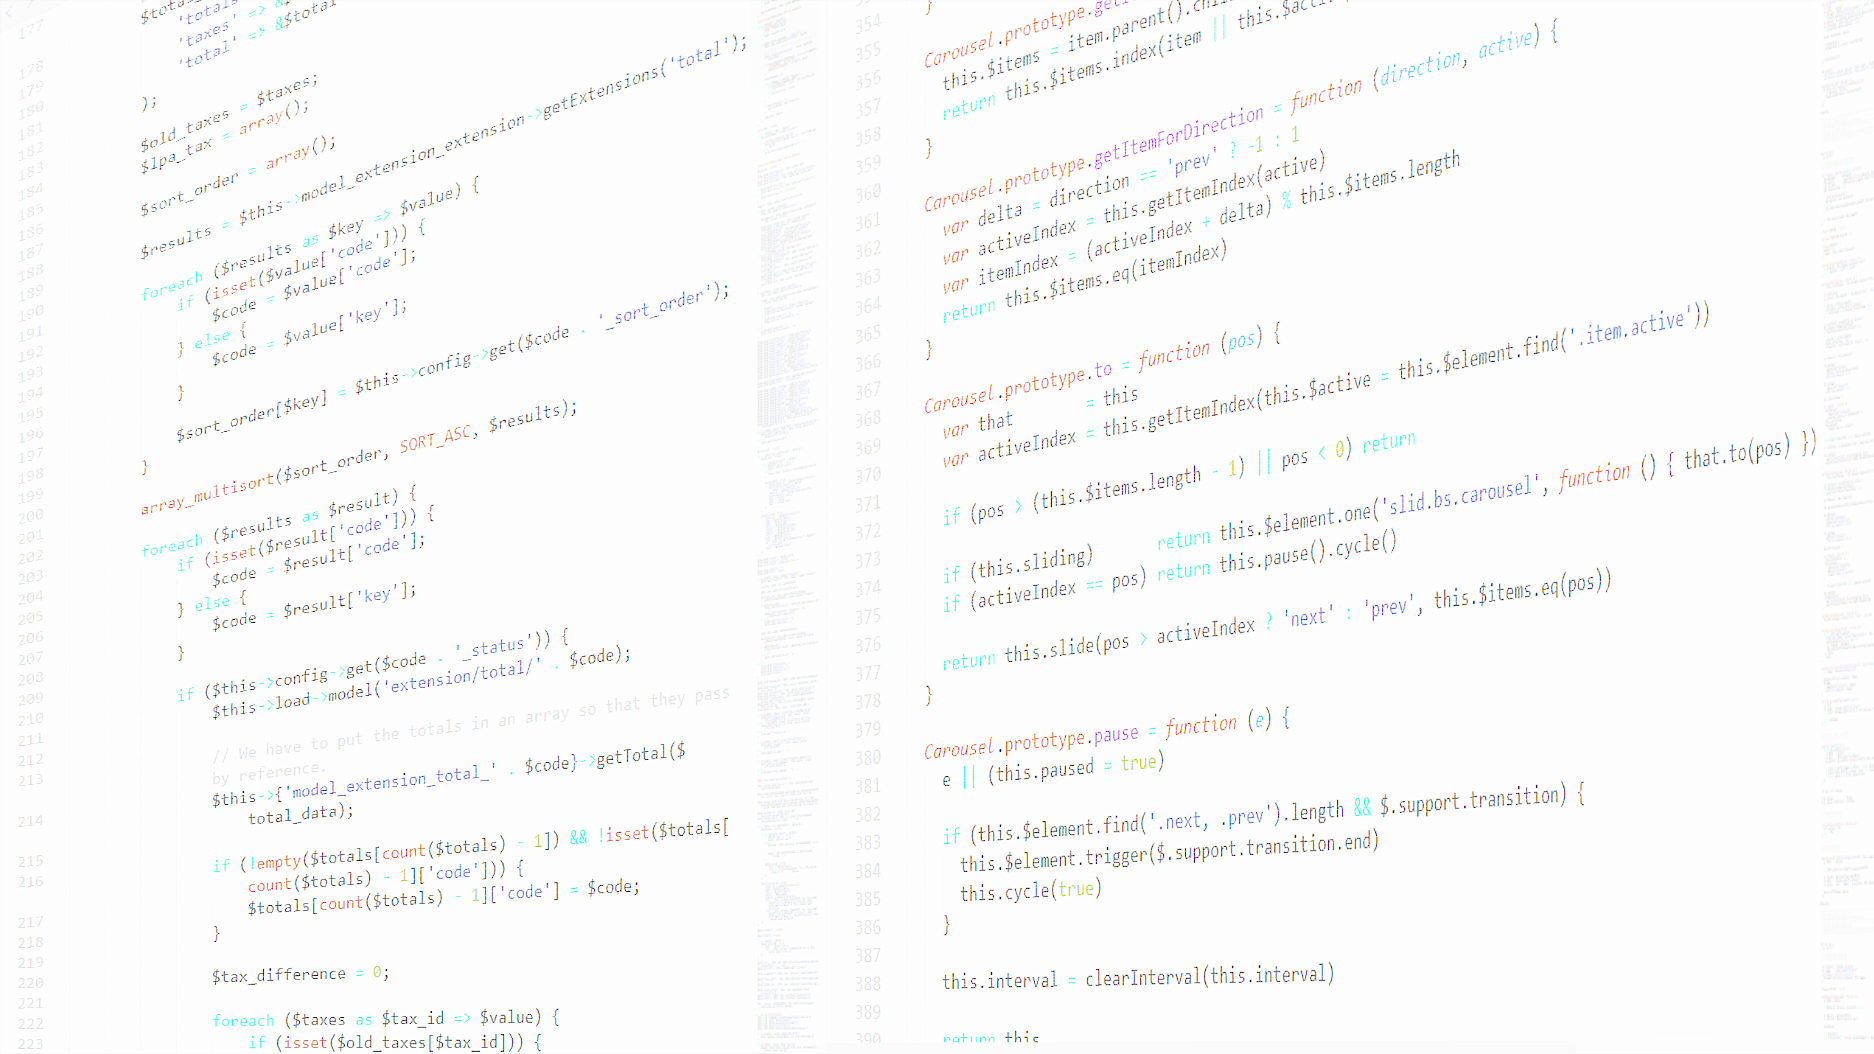 'totals
'taxes' =>
'total' => &$total
);
$old_taxes = $taxes;
$lpa_tax = array();
$sort_order = array();
$results = $this->model_extension_extension->getExtensions('total');
foreach ($results as $key => $value) {
if (isset($value['code'])) {
$code = $value['code'];
} else {
$code = $value['key'];
}
$sort_order[$key] = $this->config->get($code . '_sort_order');
}
array_multisort($sort_order, SORT_ASC, $results);
foreach ($results as $result) {
if (isset($result['code'])) {
$code = $result['code'];
} else {
$code = $result['key'];
}
if ($this->config->get($code . '_status')) {
$this->load->model('extension/total/' . $code);
// We have to put the totals in an array so that they pass
by reference.
$this->{'model_extension_total_' . $code}->getTotal($
total_data);
if (!empty($totals[count($totals) - 1]) && !isset($totals[
count($totals) - 1]['code'])) {
$totals[count($totals) - 1]['code'] = $code;
}
$tax_difference = 0;
foreach ($taxes as $tax_id => $value) {
if (isset($old_taxes[$tax_id])) {
177
178
179
180
181
182
183
184
185
186
187
188
189
190
191
192
193
194
195
196
197
198
199
200
201
202
203
204
205
206
207
208
209
210
211
212
213
214
215
216
217
218
219
220
221
222
223
}
Carousel.prototype.
this.$items = item.parent().
return this.$items.index(item || this.
}
Carousel.prototype.getItemForDirection = function (direction, active) {
var delta = direction == 'prev' ? -1 : 1
var activeIndex = this.getItemIndex(active)
var itemIndex = (activeIndex + delta) % this.$items.length
return this.$items.eq(itemIndex)
}
Carousel.prototype.to = function (pos) {
var that = this
var activeIndex = this.getItemIndex(this.$active = this.$element.find('.item.active'))
if (pos > (this.$items.length - 1) || pos < 0) return
if (this.sliding) return this.$element.one('slid.bs.carousel', function () { that.to(pos) })
if (activeIndex == pos) return this.pause().cycle()
return this.slide(pos > activeIndex ? 'next' : 'prev', this.$items.eq(pos))
}
Carousel.prototype.pause = function (e) {
e || (this.paused = true)
if (this.$element.find('.next, .prev').length && $.support.transition) {
this.$element.trigger($.support.transition.end)
this.cycle(true)
}
this.interval = clearInterval(this.interval)
return this
354
355
356
357
358
359
360
361
362
363
364
365
366
367
368
369
370
371
372
373
374
375
376
377
378
379
380
381
382
383
384
385
386
387
388
389
390